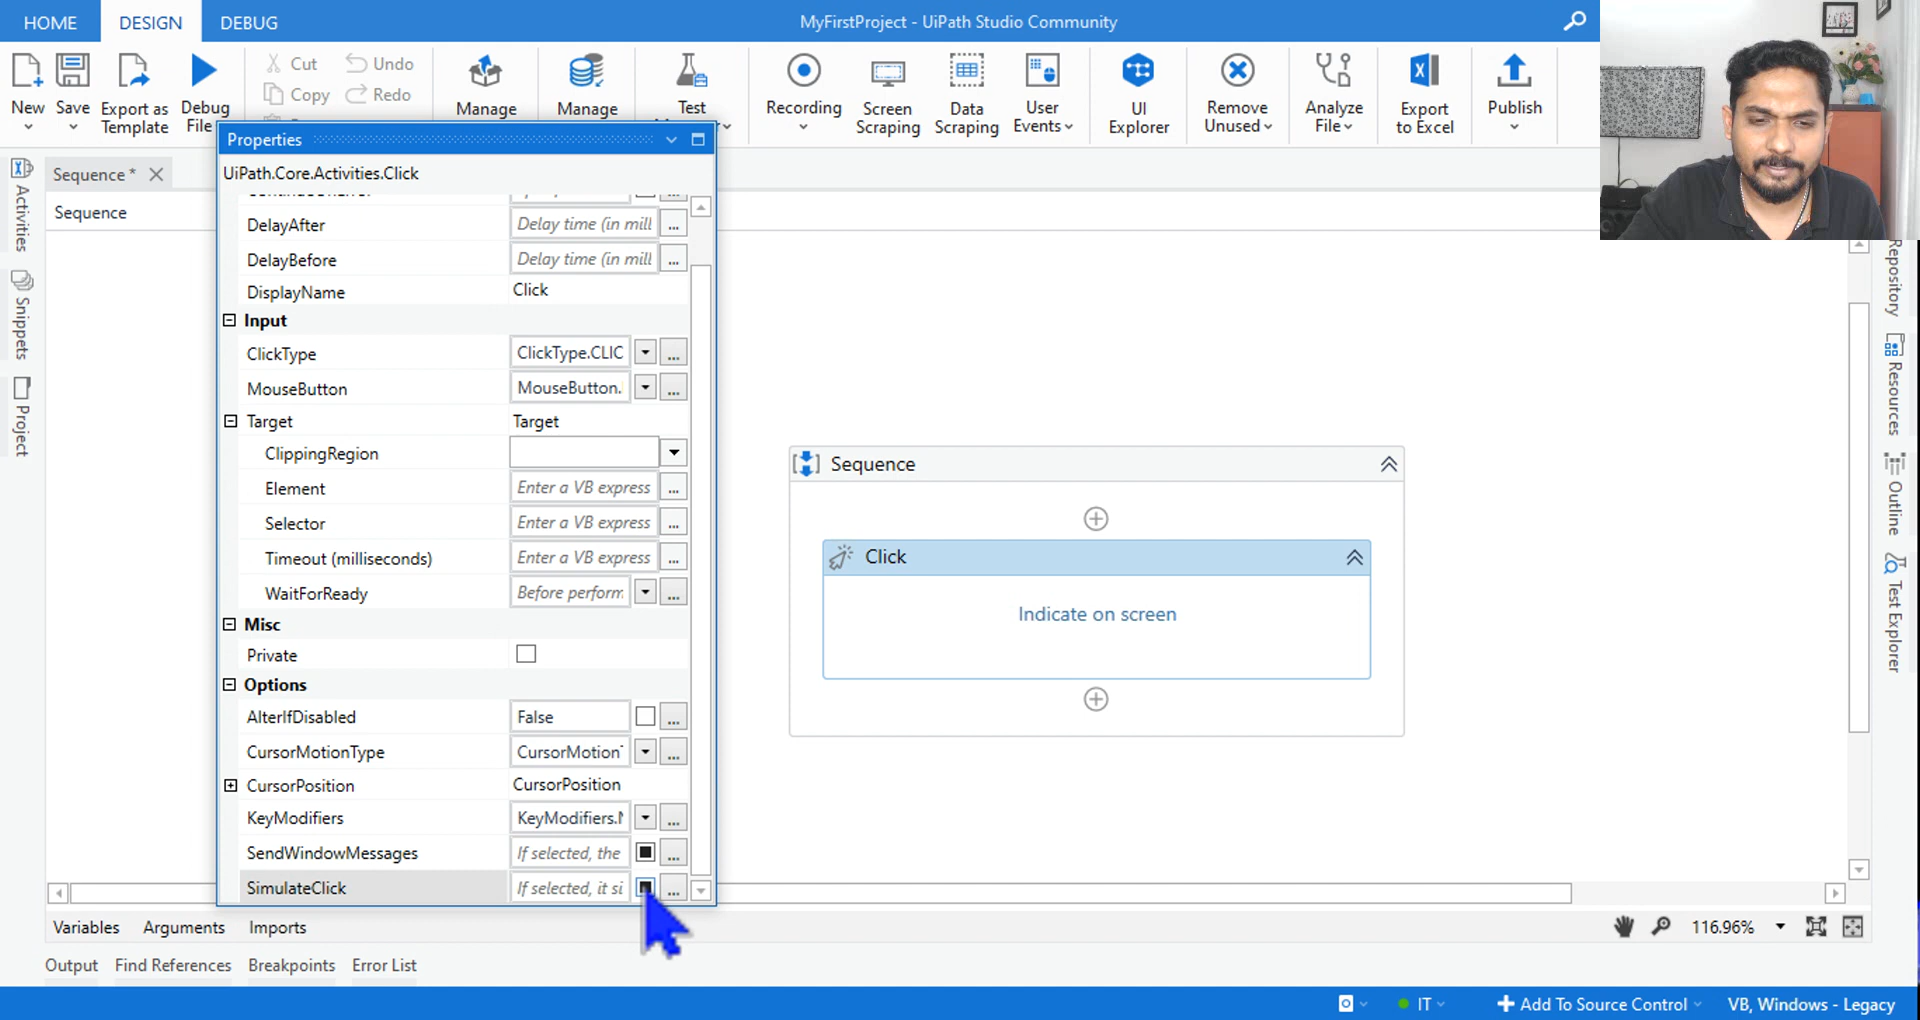 HOME
DESIGN
DEBUG
MyFirstProject - UiPath Studio Community
New
Save
Export as
Template
Debug
File
Cut
Copy
Undo
Redo
Manage
Manage
Test
Recording
Screen
Scraping
Data
Scraping
User
Events
UI
Explorer
Remove
Unused
Analyze
File
Export
to Excel
Publish
Properties
UiPath.Core.Activities.Click
DelayAfter
Delay time (in mill
...
DelayBefore
Delay time (in mill
...
DisplayName
Click
Input
ClickType
ClickType.CLIC
...
MouseButton
MouseButton.
...
Target
Target
ClippingRegion
Element
Enter a VB express
...
Selector
Enter a VB express
...
Timeout (milliseconds)
Enter a VB express
...
WaitForReady
Before perform
...
Misc
Private
Options
AlterIfDisabled
False
...
CursorMotionType
CursorMotionT
...
CursorPosition
CursorPosition
KeyModifiers
KeyModifiers.N
...
SendWindowMessages
If selected, the
...
SimulateClick
If selected, it si
...
Sequence *
Sequence
Activities
Snippets
Project
Sequence
Click
Indicate on screen
Repository
Resources
Outline
Test Explorer
Variables
Arguments
Imports
116.96%
Output
Find References
Breakpoints
Error List
IT
Add To Source Control
VB, Windows - Legacy